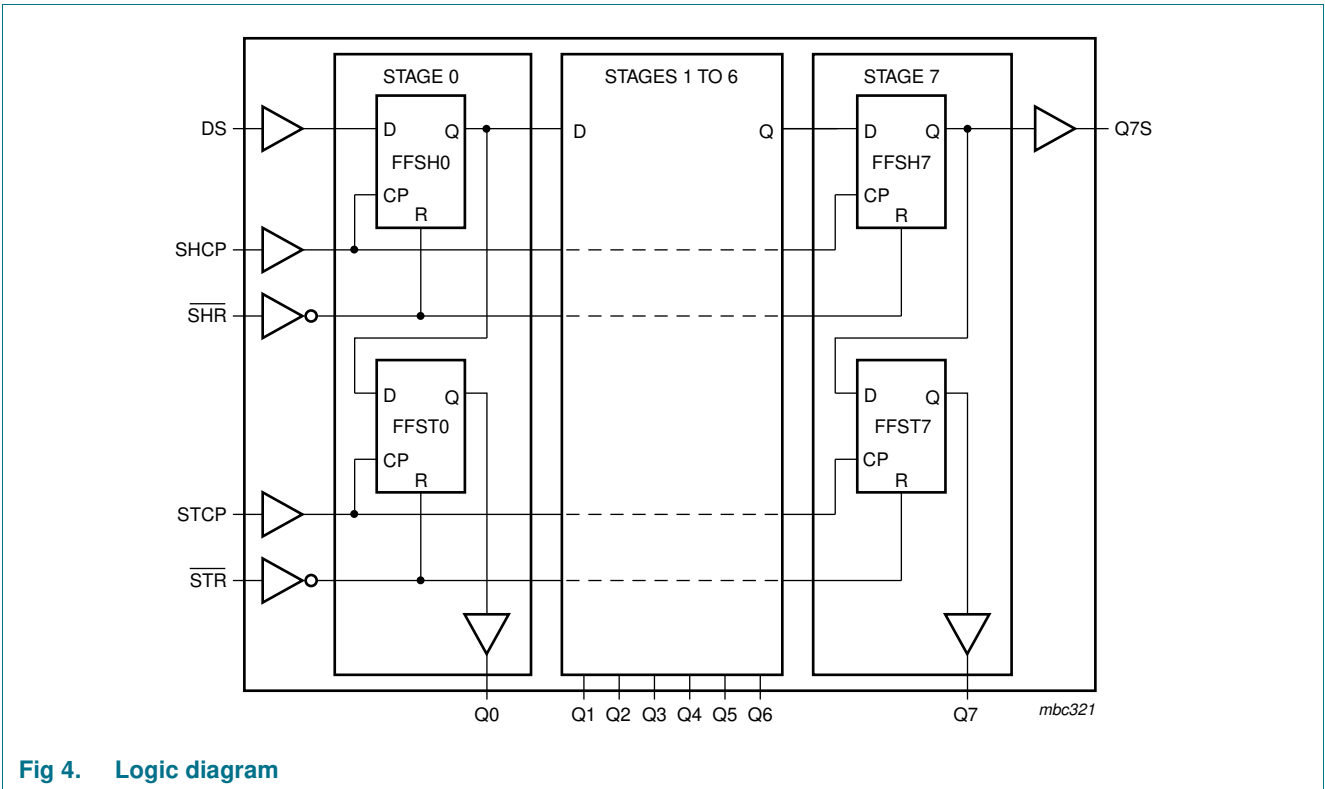 STAGE 0 STAGES 1 TO 6 STAGE 7
DS D Q D Q D Q Q7S
FFSH0 FFSH7
CP CP
R R
SHCP
SHR
D Q D Q
FFST0 FFST7
CP CP
R R
STCP
STR
Q0 Q1 Q2 Q3 Q4 Q5 Q6 Q7 mbc321
Fig 4. Logic diagram